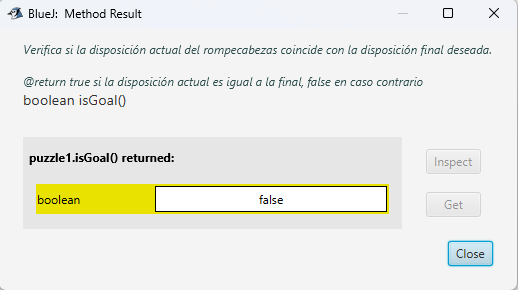 BlueJ: Method Result
Verifica si la disposición actual del rompecabezas coincide con la disposición final deseada.
@return true si la disposición actual es igual a la final, false en caso contrario
boolean isGoal()
puzzle1.isGoal() returned:
Inspect
boolean false
Get
Close